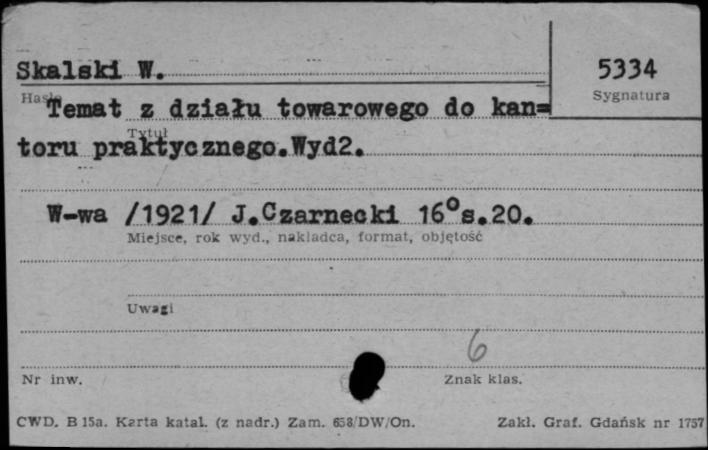 Skalski W.
5334
Hasło
Sygnatura
Temat z działu towarowego do kan=
Tytuł
toru praktycznego.Wyd2.
W-wa /1921/ J.Czarnecki 16°s.20.
Miejsce, rok wyd., nakładca, format, objętość
Uwagi
6
Nr inw.
Znak klas.
CWD. B 15a. Karta katal. (z nadr.) Zam. 658/DW/On.
Zakł. Graf. Gdańsk nr 1757